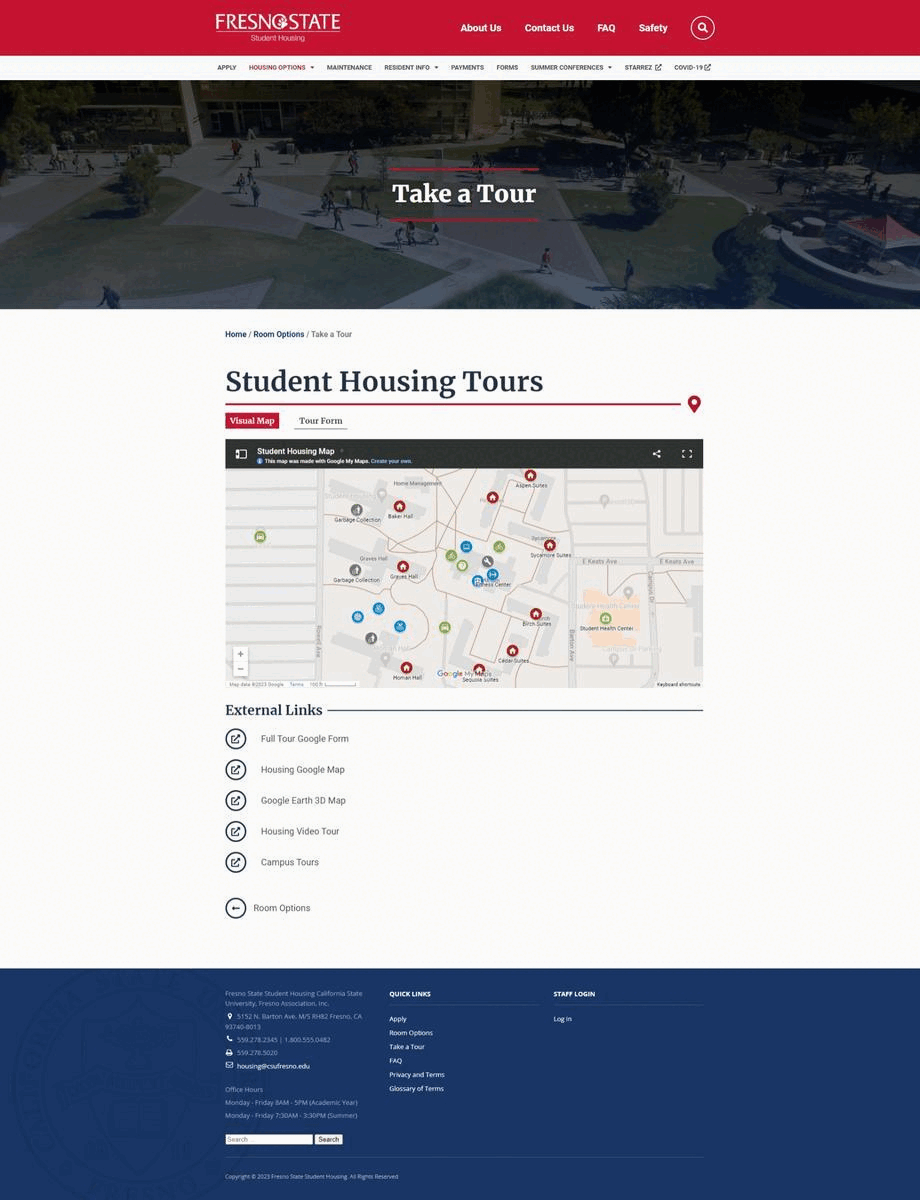 FRESNO STATE
Student Housing
About Us
Contact Us
FAQ
Safety
APPLY
HOUSING OPTIONS
MAINTENANCE
RESIDENT INFO
PAYMENTS
FORMS
SUMMER CONFERENCES
STARREZ
COVID-19
Take a Tour
Home / Room Options / Take a Tour
Student Housing Tours
Visual Map
Tour Form
Student Housing Map
This map was made with Google My Maps. Create your own.
Home Management
Aspen Suites
Student Housing
Baker Hall
Garbage Collection
Sycamore
Sycamore Suites
Graves Hall
Graves Hall
Garbage Collection
Fitness Center
E Keats Ave
E Keats Ave
Campus Dr
Student Health Center
Student Health Center...
Birch Suites
Barton Ave
Homan Hall
Cedar Suites
Homan Hall
Google My Maps
Sequoia Suites
Map data ©2023 Google
Terms
100 ft
Keyboard shortcuts
External Links
Full Tour Google Form
Housing Google Map
Google Earth 3D Map
Housing Video Tour
Campus Tours
Room Options
Fresno State Student Housing California State
University, Fresno Association, Inc.
5152 N. Barton Ave. M/S RH82 Fresno, CA
93740-8013
559.278.2345 | 1.800.555.0482
559.278.5020
housing@csufresno.edu
Office Hours
Monday - Friday 8AM - 5PM (Academic Year)
Monday - Friday 7:30AM - 3:30PM (Summer)
Search ...
Search
QUICK LINKS
Apply
Room Options
Take a Tour
FAQ
Privacy and Terms
Glossary of Terms
STAFF LOGIN
Log In
Copyright © 2023 Fresno State Student Housing. All Rights Reserved